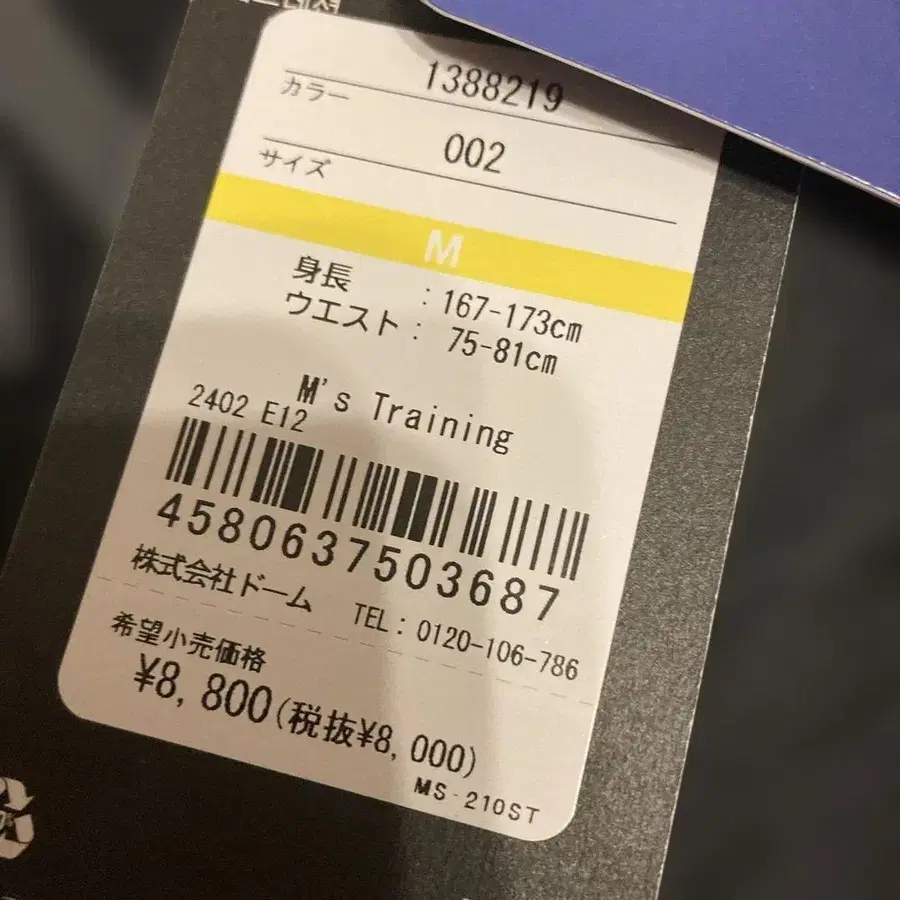 1388219
カラー
002
サイズ
M
身長 : 167-173cm
ウエスト : 75-81cm
M's Training
2402 E12
4580637503687
株式会社ドーム TEL: 0120-106-786
希望小売価格
¥8,800(税抜¥8,000)
MS-210ST